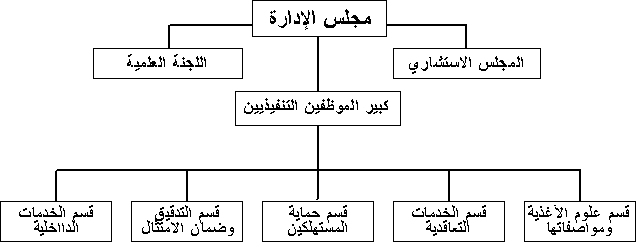 مجلس الإدارة
المجلس الاستشاري
اللجنة العلمية
كبير الموظفين التنفيذيين
قسم علوم الأغذية
ومواصفاتها
قسم الخدمات
التعاقدية
قسم حماية
المستهلكين
قسم التدقيق
وضمان الامتثال
قسم الخدمات
الدااخلية